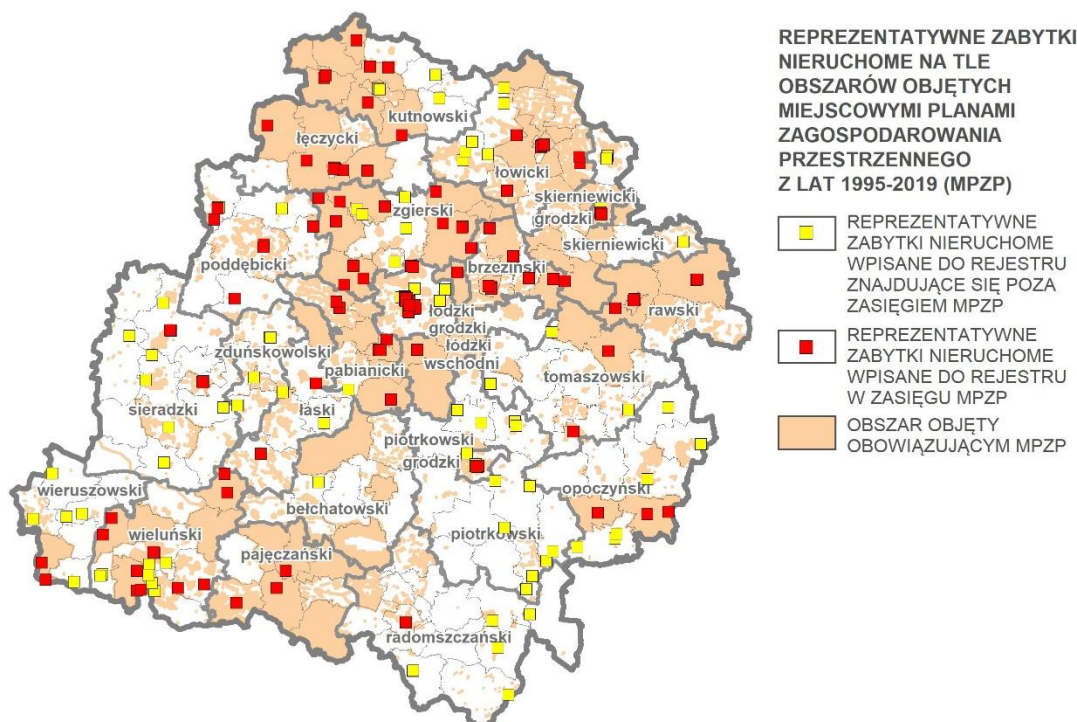 REPREZENTATYWNE ZABYTKI
NIERUCHOME NA TLE
OBSZARÓW OBJĘTYCH
MIEJSCOWYMI PLANAMI
ZAGOSPODAROWANIA
PRZESTRZENNEGO
Z LAT 1995-2019 (MPZP)
REPREZENTATYWNE
ZABYTKI NIERUCHOME
WPISANE DO REJESTRU
ZNAJDUJĄCE SIĘ POZA
ZASIĘGIEM MPZP
REPREZENTATYWNE
ZABYTKI NIERUCHOME
WPISANE DO REJESTRU
W ZASIĘGU MPZP
OBSZAR OBJĘTY
OBOWIĄZUJĄCYM MPZP
kutnowski
łęczycki
łowicki
skierniewicki
grodzki
skierniewicki
zgierski
poddębicki
brzeziński
rawski
łódzki
grodzki
łódzki
wschodni
zduńskowolski
pabianicki
tomaszowski
sieradzki
łaski
piotrkowski
grodzki
opoczyński
wieruszowski
bełchatowski
piotrkowski
wieluński
pajęczański
radomszczański